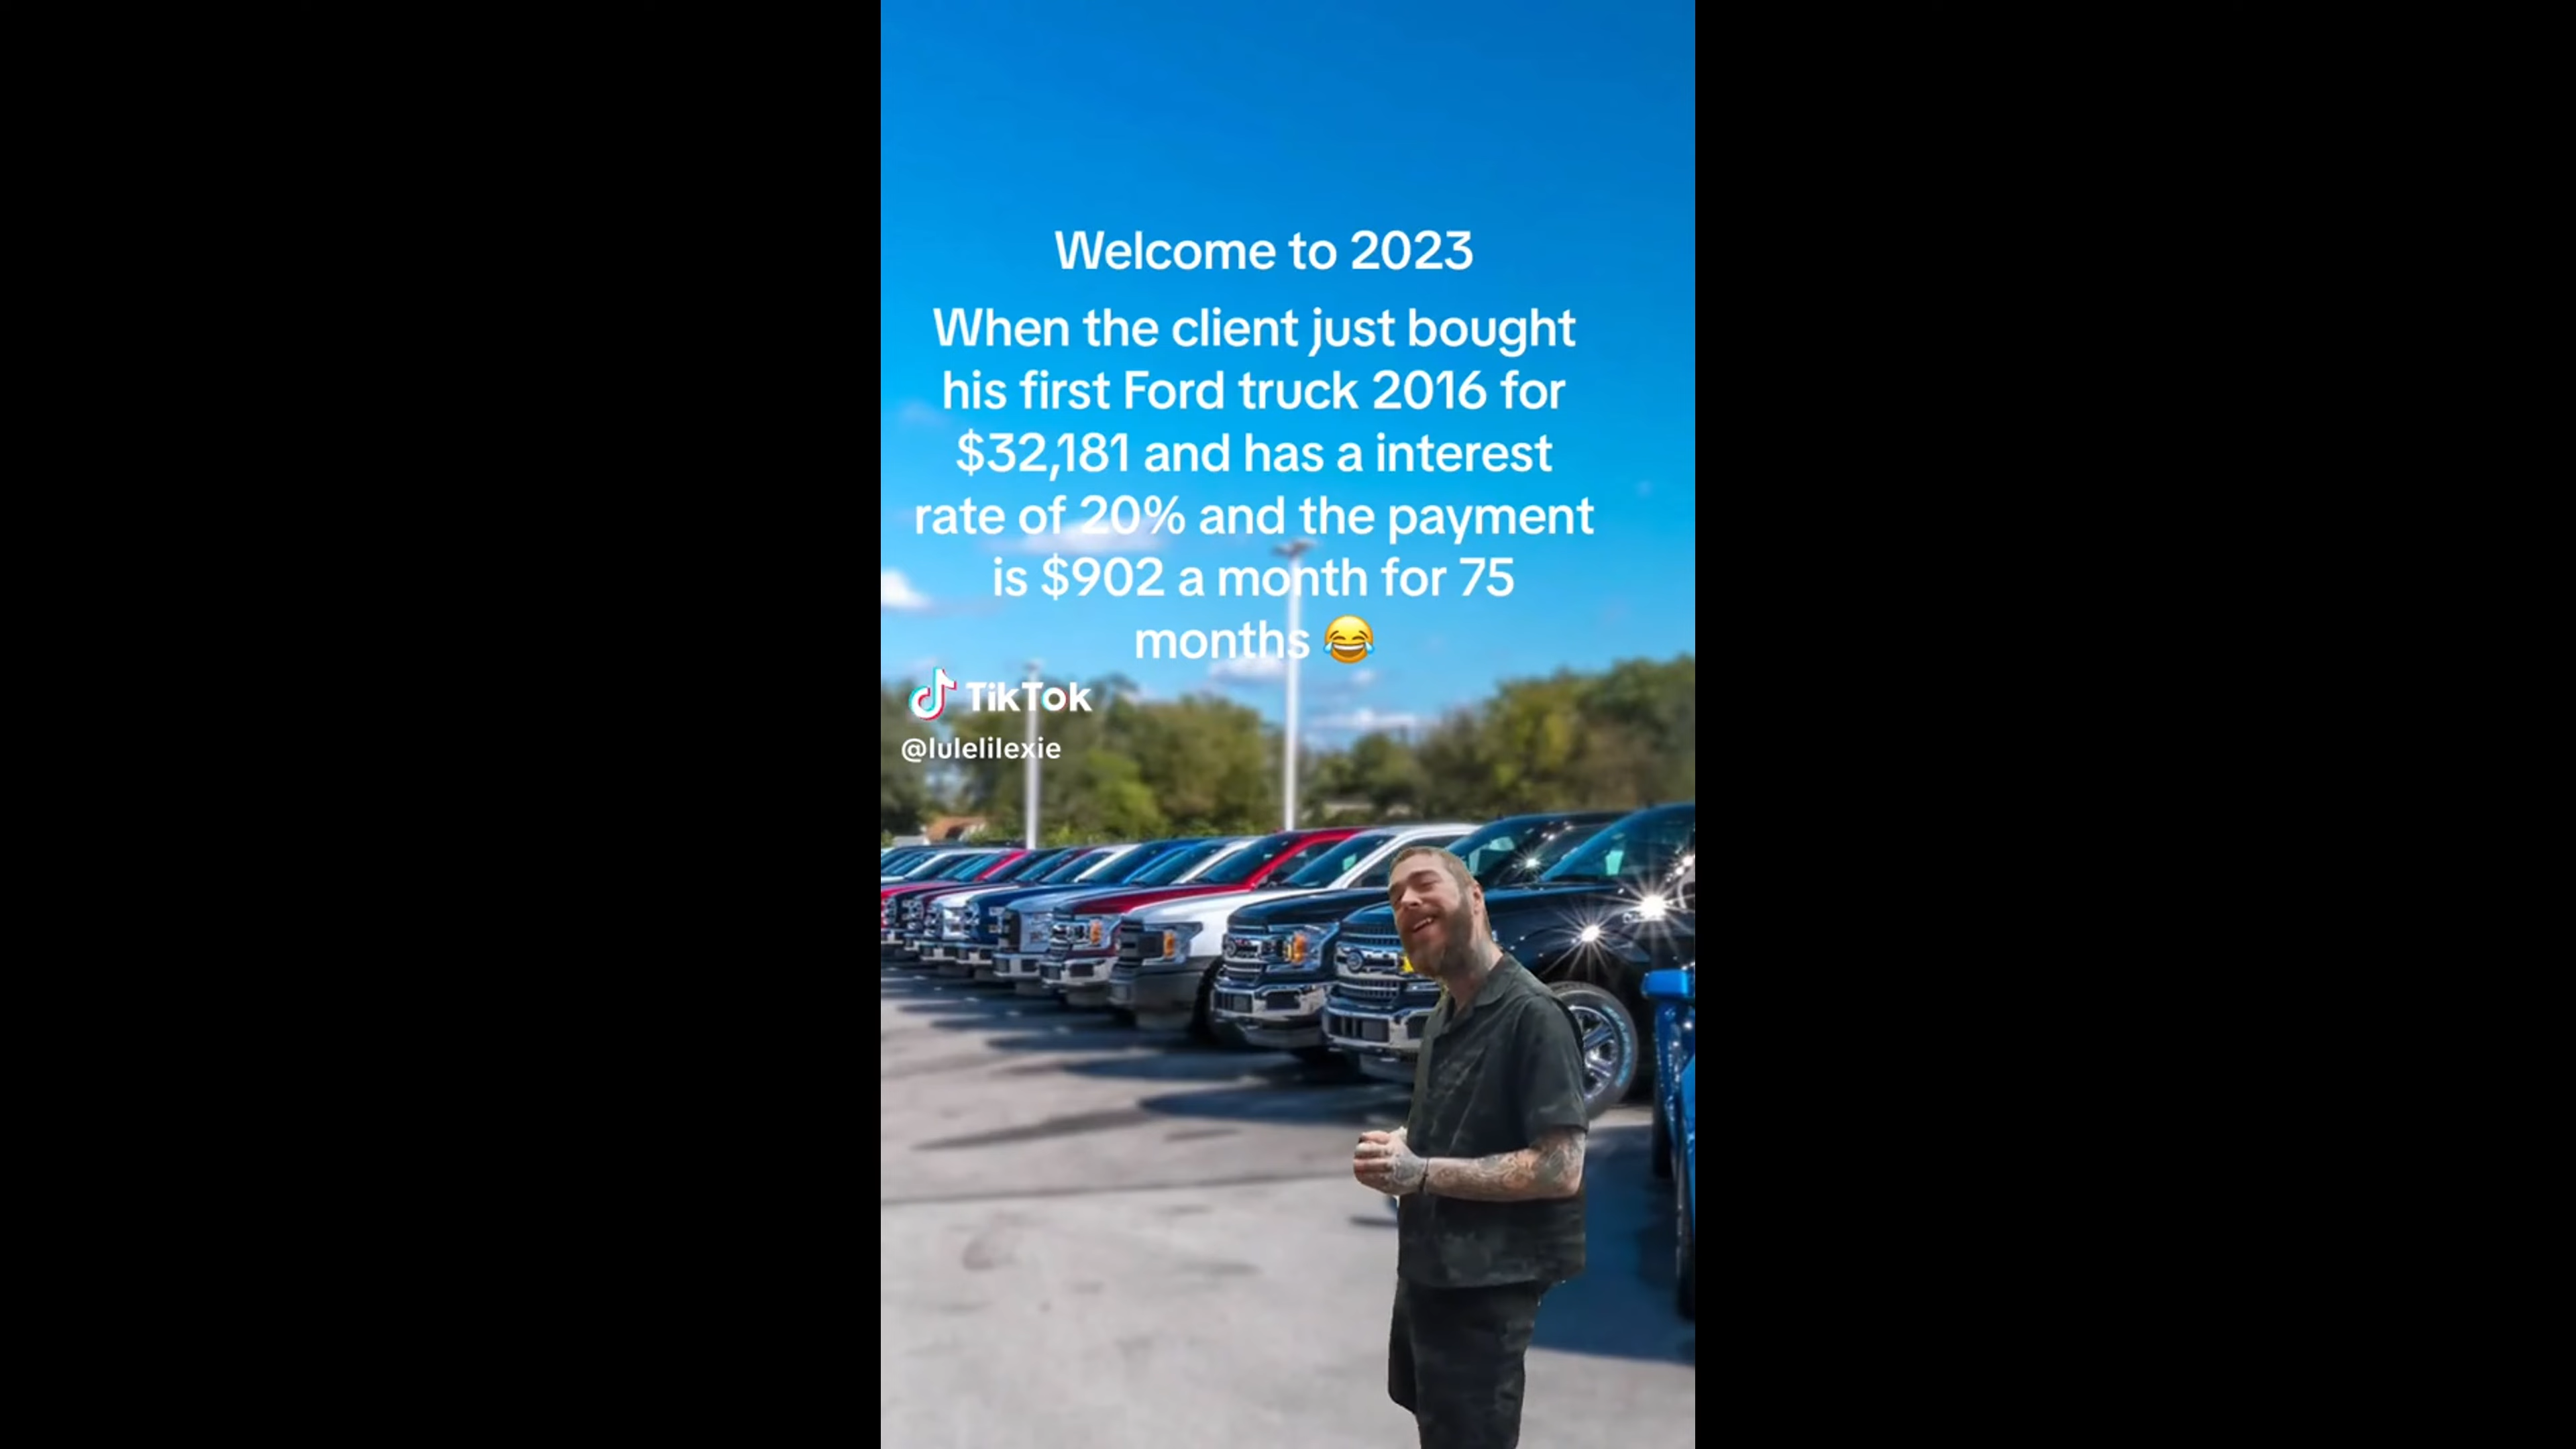 Welcome to 2023
When the client just bought
his first Ford truck 2016 for
$32,181 and has a interest
rate of 20% and the payment
is $902 a month for 75
months 😂
TikTok
@lulelilexie